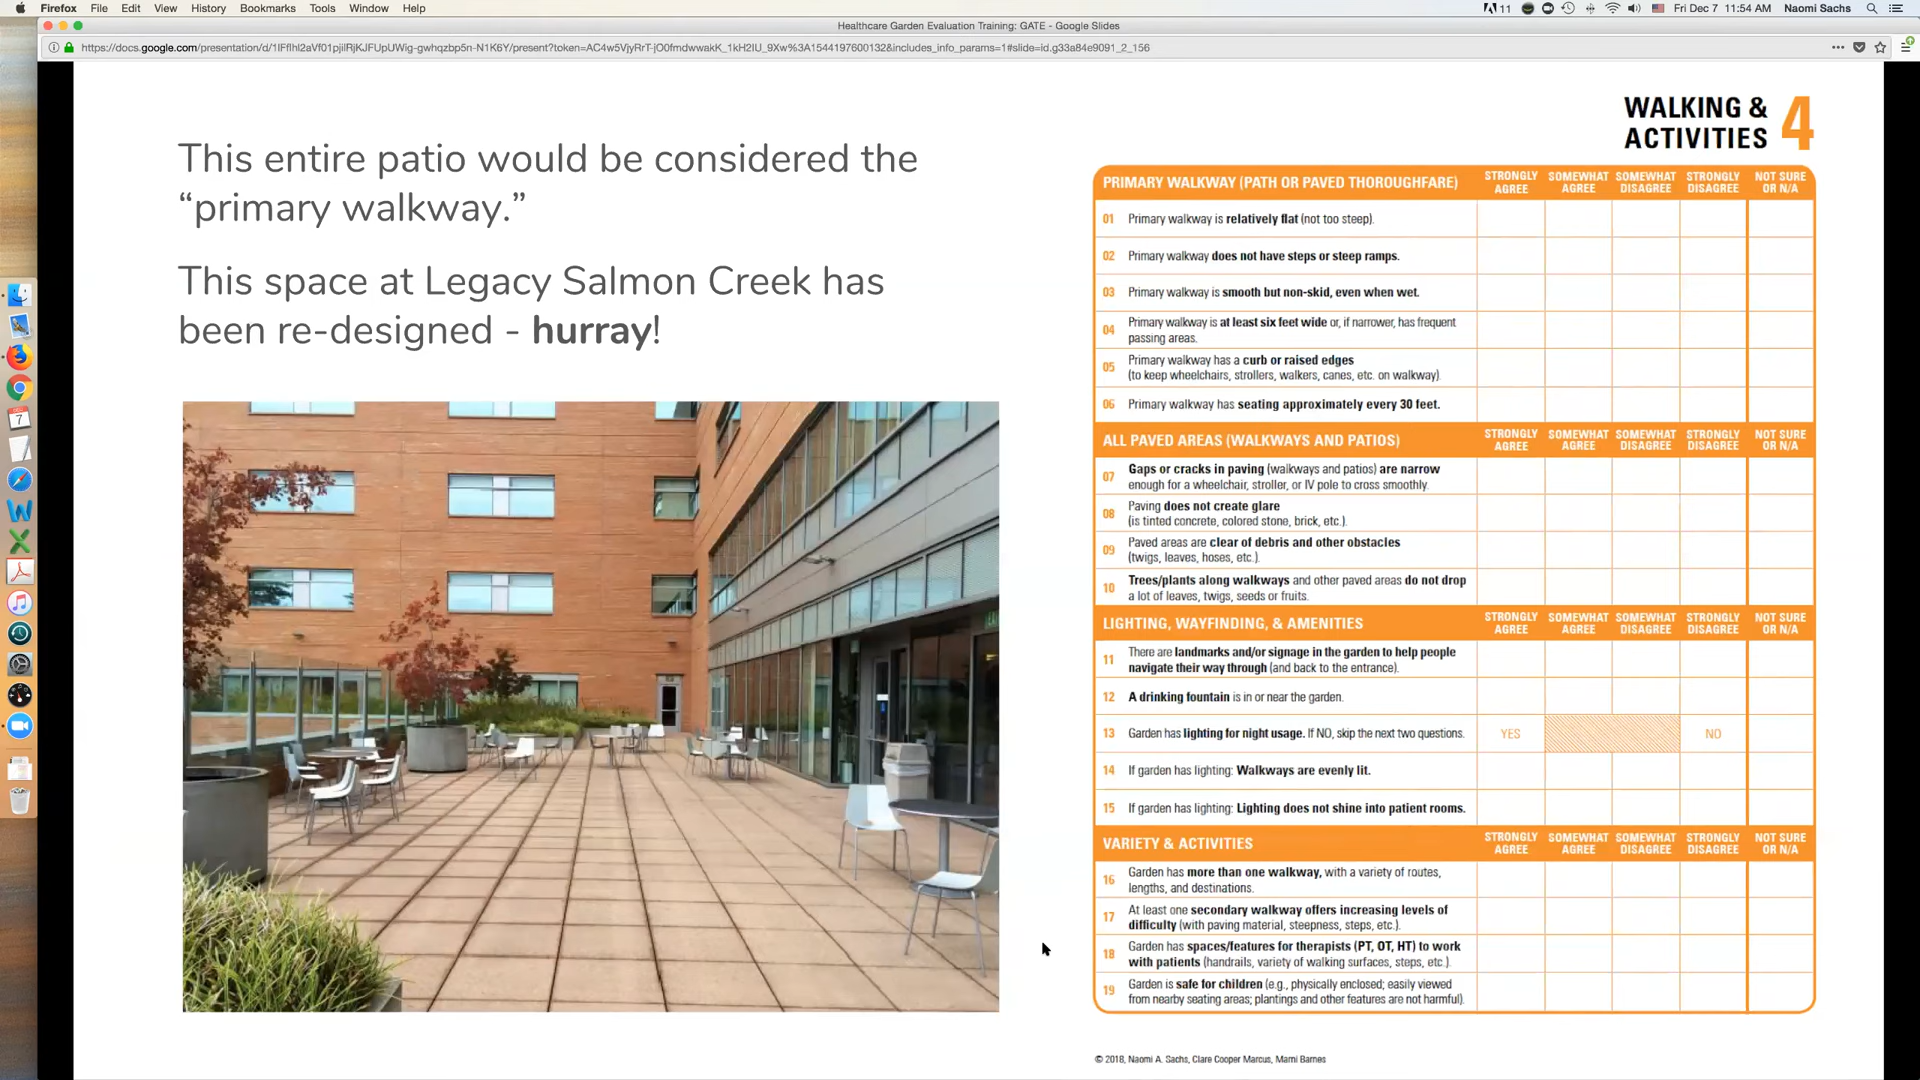 Firefox File Edit View History Bookmarks Tools Window Help
11 Fri Dec 7 11:54 AM Naomi Sachs
Healthcare Garden Evaluation Training: GATE - Google Slides
This entire patio would be considered the
“primary walkway.”
This space at Legacy Salmon Creek has
been re-designed - hurray!
WALKING &
ACTIVITIES 4
PRIMARY WALKWAY (PATH OR PAVED THOROUGHFARE) STRONGLY AGREE SOMEWHAT AGREE SOMEWHAT DISAGREE STRONGLY DISAGREE NOT SURE OR N/A
01 Primary walkway is relatively flat (not too steep).
02 Primary walkway does not have steps or steep ramps.
03 Primary walkway is smooth but non-skid, even when wet.
04 Primary walkway is at least six feet wide or, if narrower, has frequent
passing areas.
05 Primary walkway has a curb or raised edges
(to keep wheelchairs, strollers, walkers, canes, etc. on walkway).
06 Primary walkway has seating approximately every 30 feet.
ALL PAVED AREAS (WALKWAYS AND PATIOS) STRONGLY AGREE SOMEWHAT AGREE SOMEWHAT DISAGREE STRONGLY DISAGREE NOT SURE OR N/A
07 Gaps or cracks in paving (walkways and patios) are narrow
enough for a wheelchair, stroller, or IV pole to cross smoothly.
08 Paving does not create glare
(is tinted concrete, colored stone, brick, etc.).
09 Paved areas are clear of debris and other obstacles
(twigs, leaves, hoses, etc.).
10 Trees/plants along walkways and other paved areas do not drop
a lot of leaves, twigs, seeds or fruits.
LIGHTING, WAYFINDING, & AMENITIES STRONGLY AGREE SOMEWHAT AGREE SOMEWHAT DISAGREE STRONGLY DISAGREE NOT SURE OR N/A
11 There are landmarks and/or signage in the garden to help people
navigate their way through (and back to the entrance).
12 A drinking fountain is in or near the garden.
13 Garden has lighting for night usage. If NO, skip the next two questions. YES NO
14 If garden has lighting: Walkways are evenly lit.
15 If garden has lighting: Lighting does not shine into patient rooms.
VARIETY & ACTIVITIES STRONGLY AGREE SOMEWHAT AGREE SOMEWHAT DISAGREE STRONGLY DISAGREE NOT SURE OR N/A
16 Garden has more than one walkway, with a variety of routes,
lengths, and destinations.
17 At least one secondary walkway offers increasing levels of
difficulty (with paving material, steepness, steps, etc.).
18 Garden has spaces/features for therapists (PT, OT, HT) to work
with patients (handrails, variety of walking surfaces, steps, etc.).
19 Garden is safe for children (e.g., physically enclosed; easily viewed
from nearby seating areas; plantings and other features are not harmful).
© 2018, Naomi A. Sachs, Clare Cooper Marcus, Marni Barnes